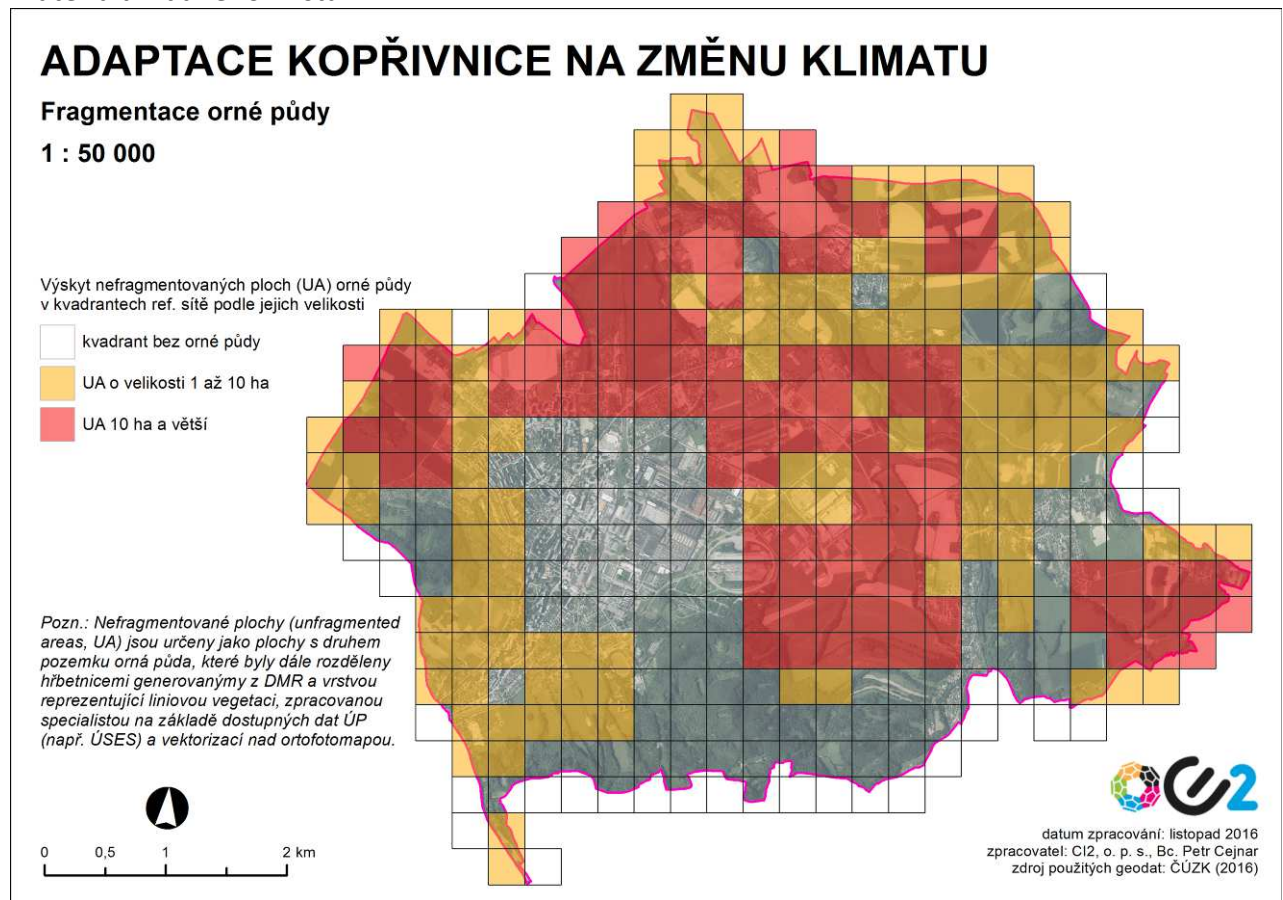 ADAPTACE KOPŘIVNICE NA ZMĚNU KLIMATU
Fragmentace orné půdy
1 : 50 000
Výskyt nefragmentovaných ploch (UA) orné půdy
v kvadrantech ref. sítě podle jejich velikosti
kvadrant bez orné půdy
UA o velikosti 1 až 10 ha
UA 10 ha a větší
Pozn.: Nefragmentované plochy (unfragmented
areas, UA) jsou určeny jako plochy s druhem
pozemku orná půda, které byly dále rozděleny
hřbetnicemi generovanýmy z DMR a vrstvou
reprezentující liniovou vegetaci, zpracovanou
specialistou na základě dostupných dat ÚP
(např. ÚSES) a vektorizací nad ortofotomapou.
0 0,5 1 2 km
CI2
datum zpracování: listopad 2016
zpracovatel: CI2, o. p. s., Bc. Petr Cejnar
zdroj použitých geodat: ČÚZK (2016)